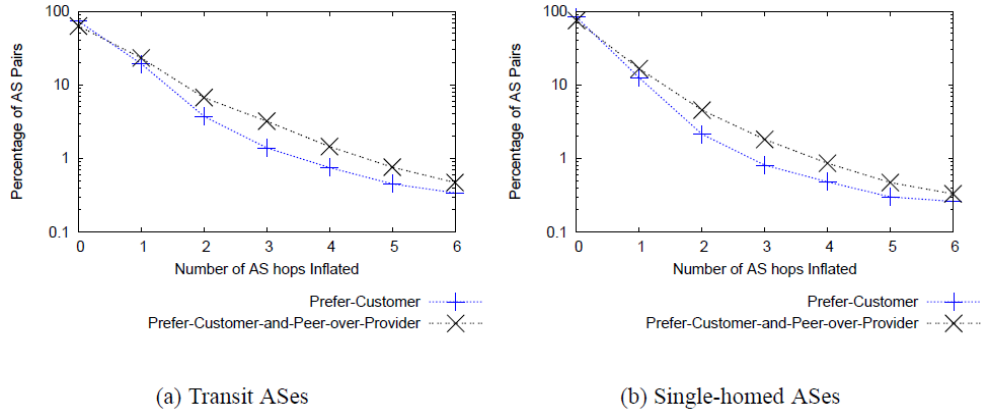 100
10
1
0.1
Percentage of AS Pairs
0 1 2 3 4 5 6
Number of AS hops Inflated
Prefer-Customer
Prefer-Customer-and-Peer-over-Provider
(a) Transit ASes
100
10
1
0.1
Percentage of AS Pairs
0 1 2 3 4 5 6
Number of AS hops Inflated
Prefer-Customer
Prefer-Customer-and-Peer-over-Provider
(b) Single-homed ASes